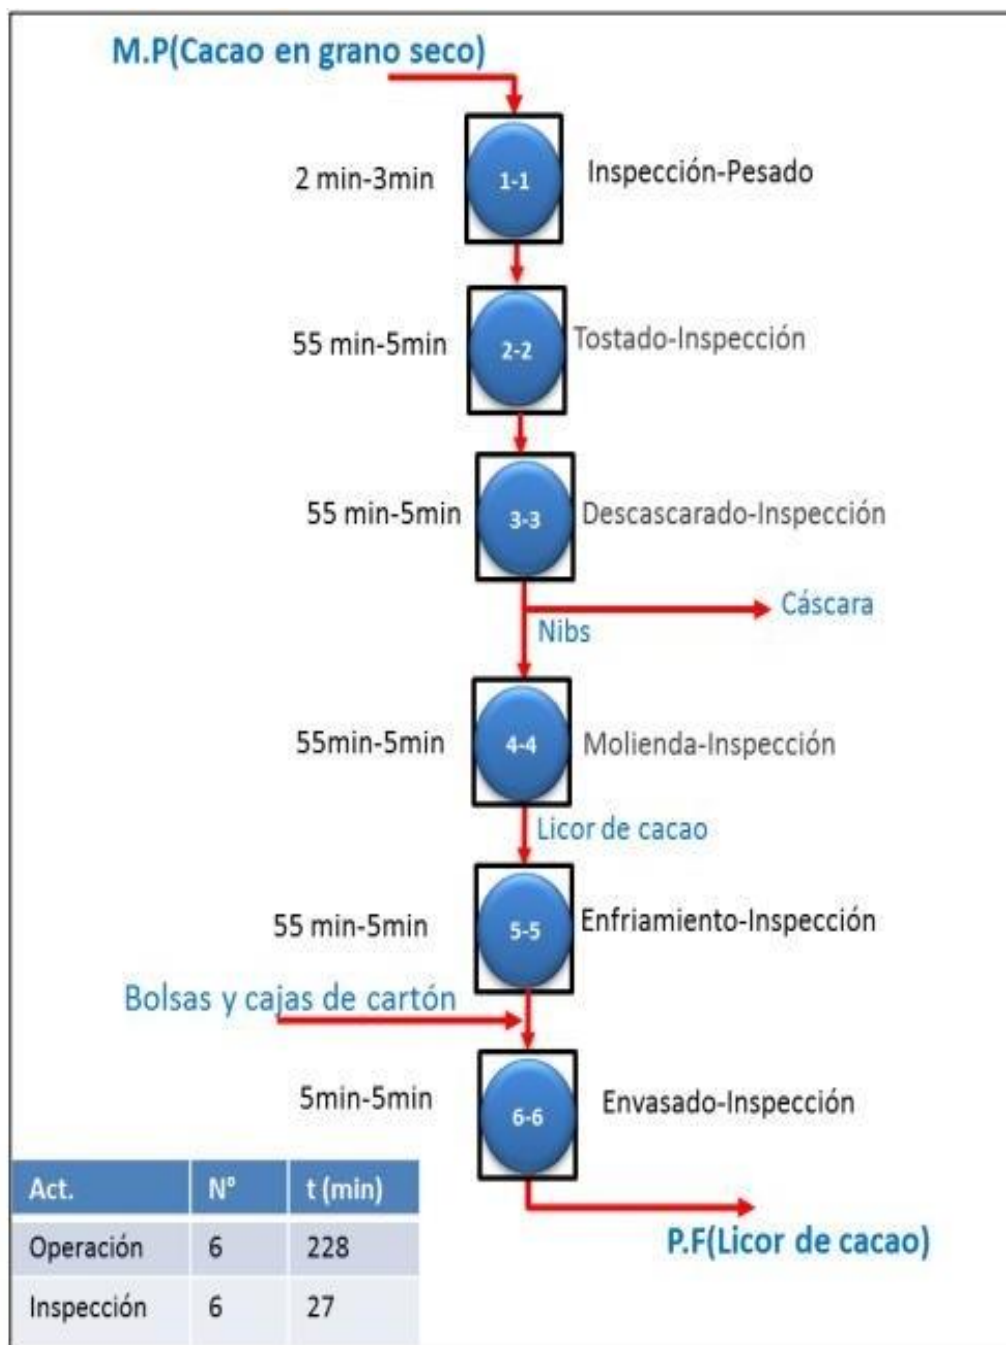 M.P(Cacao en grano seco)
2 min-3min
1-1
Inspección-Pesado
55 min-5min
2-2
Tostado-Inspección
55 min-5min
3-3
Descascarado-Inspección
Cáscara
Nibs
55min-5min
4-4
Molienda-Inspección
Licor de cacao
55 min-5min
5-5
Enfriamiento-Inspección
Bolsas y cajas de cartón
5min-5min
6-6
Envasado-Inspección
P.F(Licor de cacao)
Act. N° t (min)
Operación 6 228
Inspección 6 27